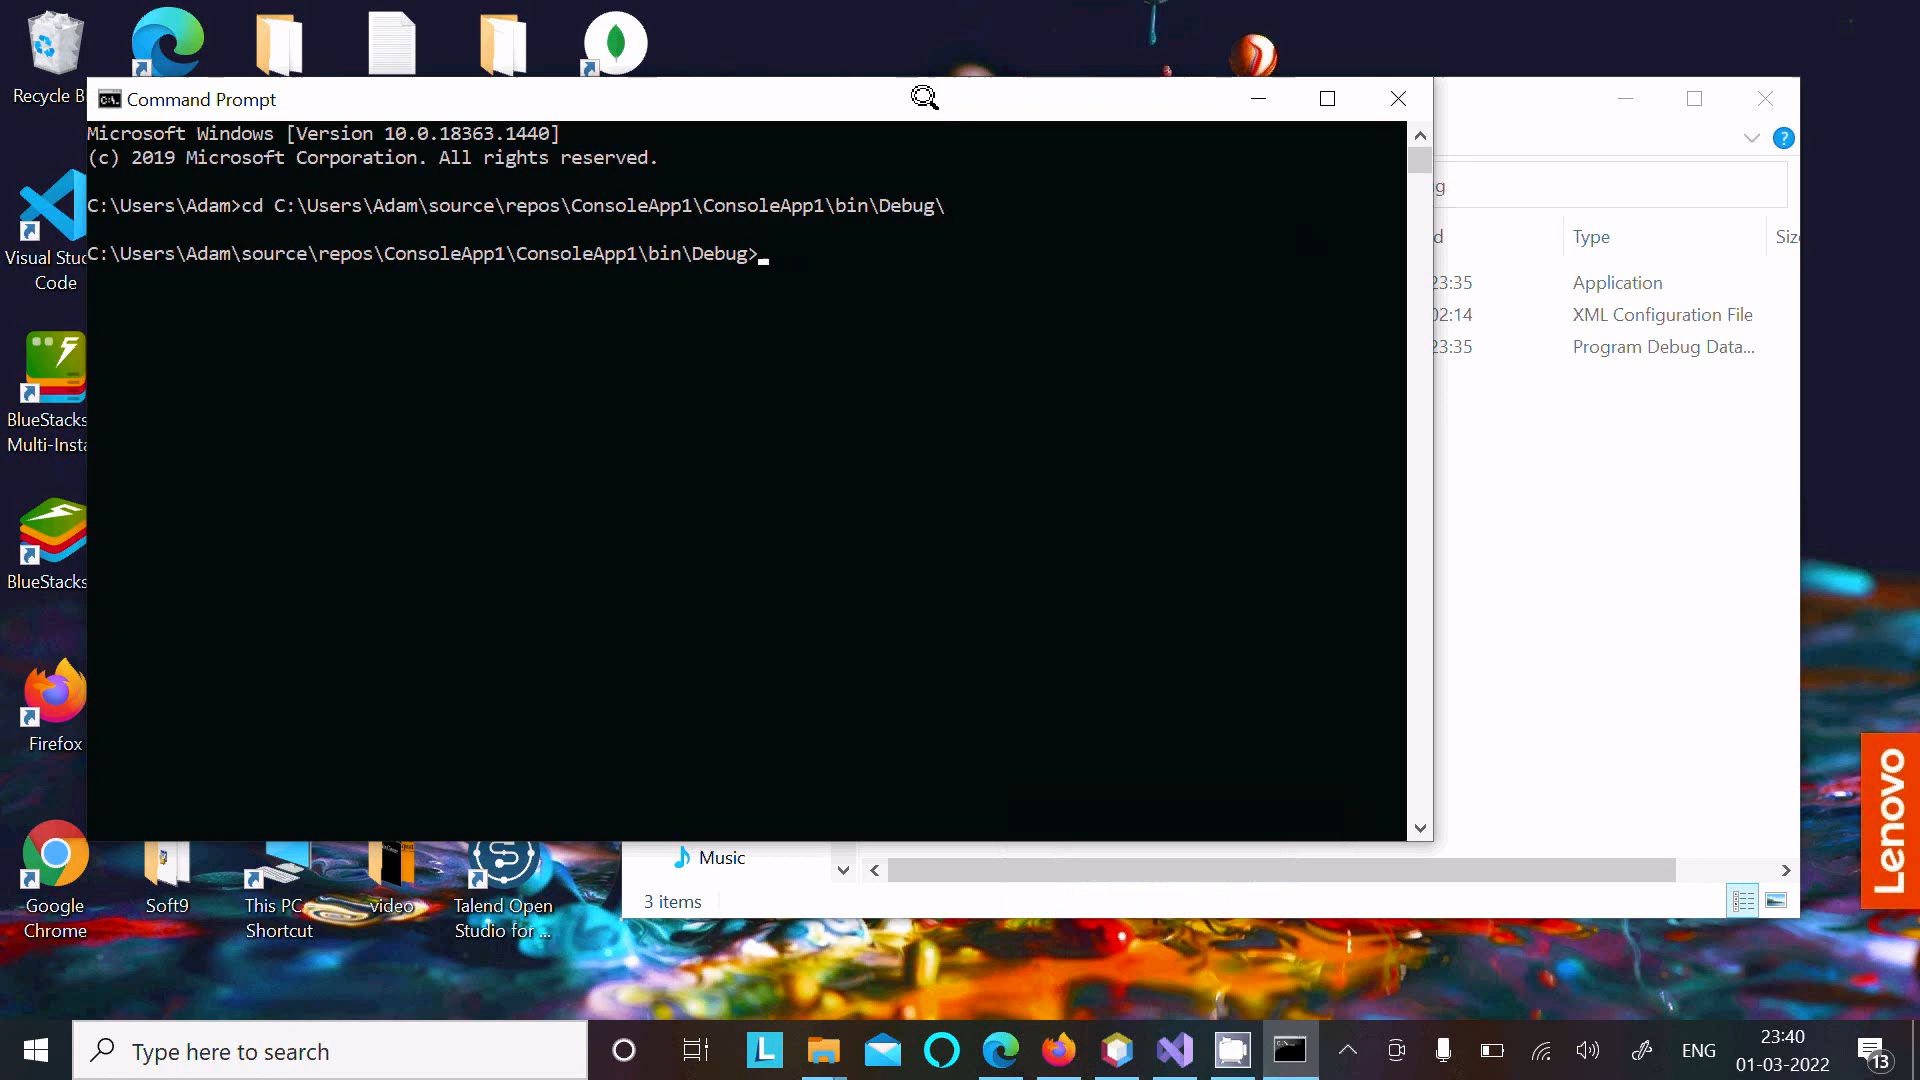 Recycle B
Command Prompt
Microsoft Windows [Version 10.0.18363.1440]
(c) 2019 Microsoft Corporation. All rights reserved.
C:\Users\Adam>cd C:\Users\Adam\source\repos\ConsoleApp1\ConsoleApp1\bin\Debug\
C:\Users\Adam\source\repos\ConsoleApp1\ConsoleApp1\bin\Debug>
g
d
Type
Siz
23:35
Application
02:14
XML Configuration File
23:35
Program Debug Data...
Visual Stu
Code
BlueStacks
Multi-Insta
BlueStacks
Firefox
Google
Chrome
Soft9
This PC -
Shortcut
video
Talend Open
Studio for ...
Music
3 items
Lenovo
Type here to search
L
ENG
23:40
01-03-2022
13